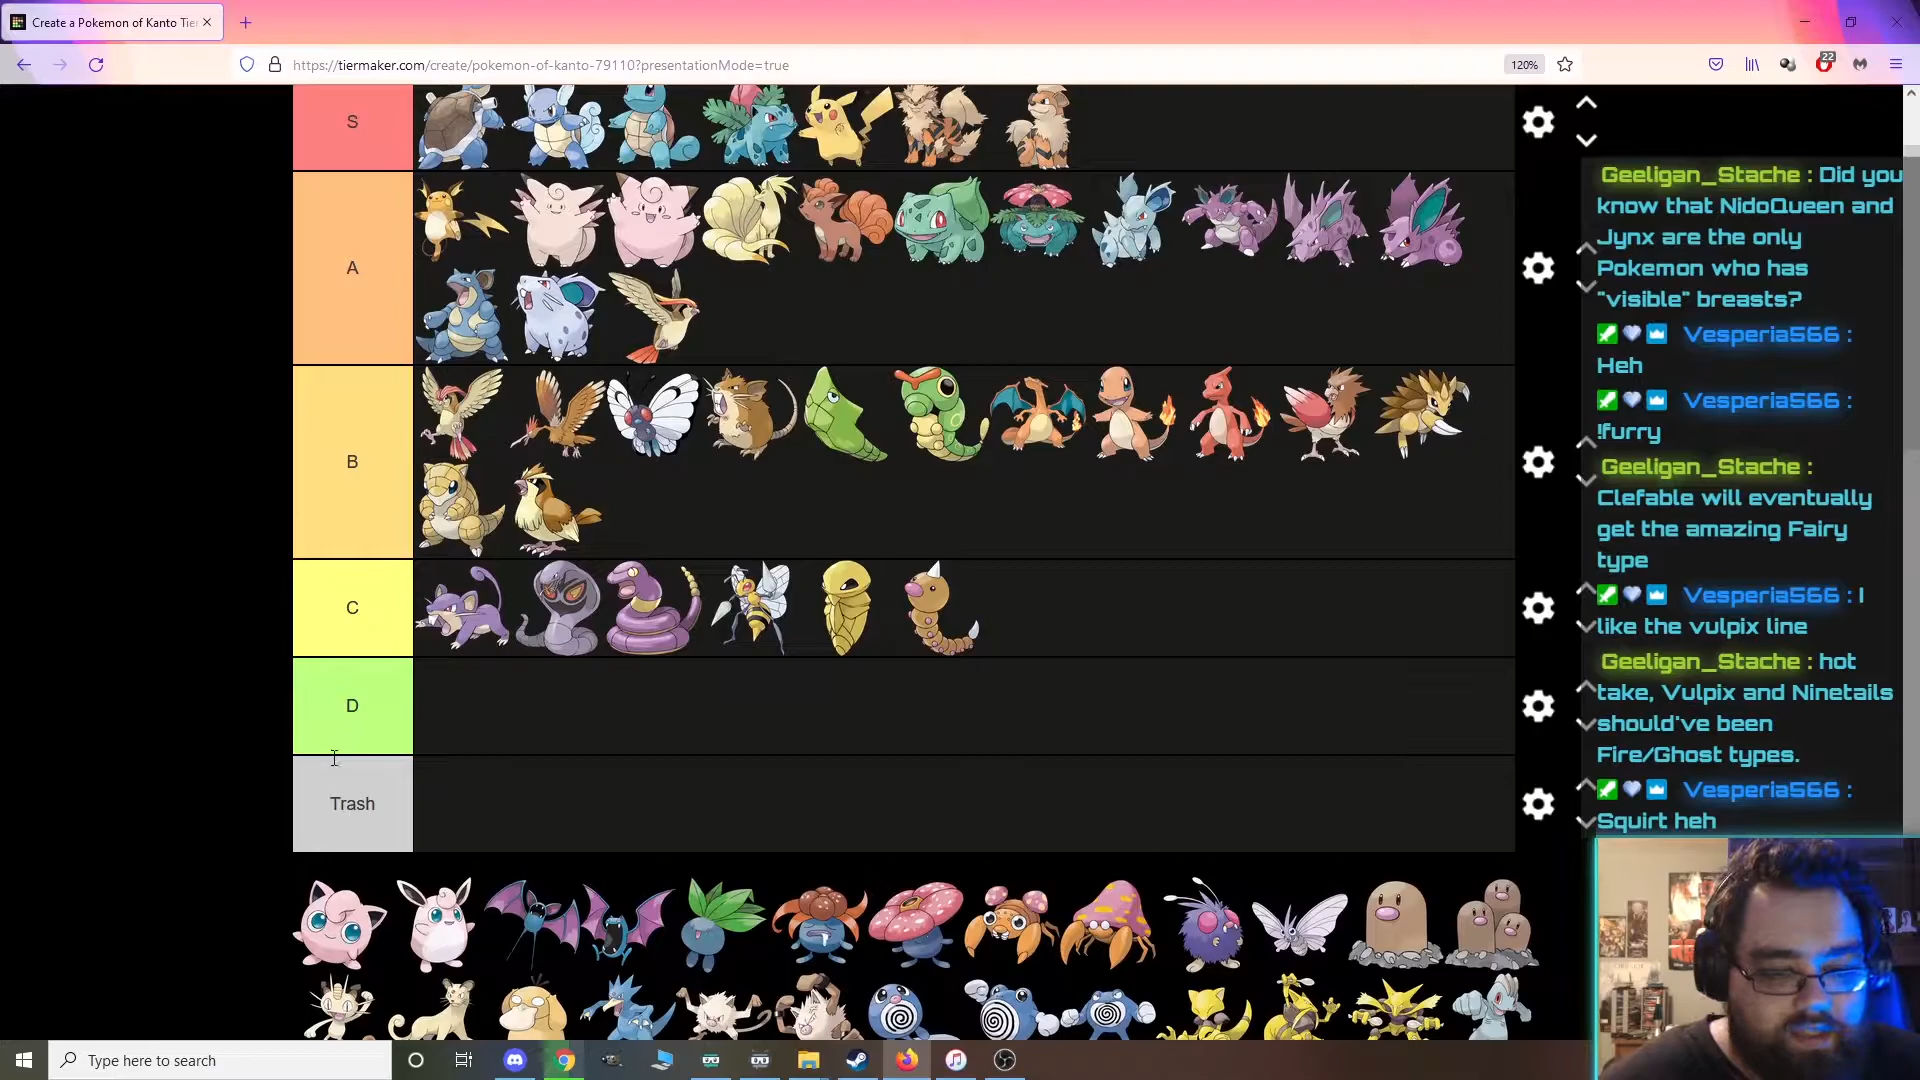 Create a Pokemon of Kanto Tie
https://tiermaker.com/create/pokemon-of-kanto-79110?presentationMode=true
120%
22
S
A
B
C
D
Trash
Geeligan_Stache : Did you
know that NidoQueen and
Jynx are the only
Pokemon who has
"visible" breasts?
Vesperia566 :
Heh
Vesperia566 :
!furry
Geeligan_Stache :
Clefable will eventually
get the amazing Fairy
type
Vesperia566 : I
like the vulpix line
Geeligan_Stache : hot
take, Vulpix and Ninetails
should've been
Fire/Ghost types.
Vesperia566 :
Squirt heh
Type here to search